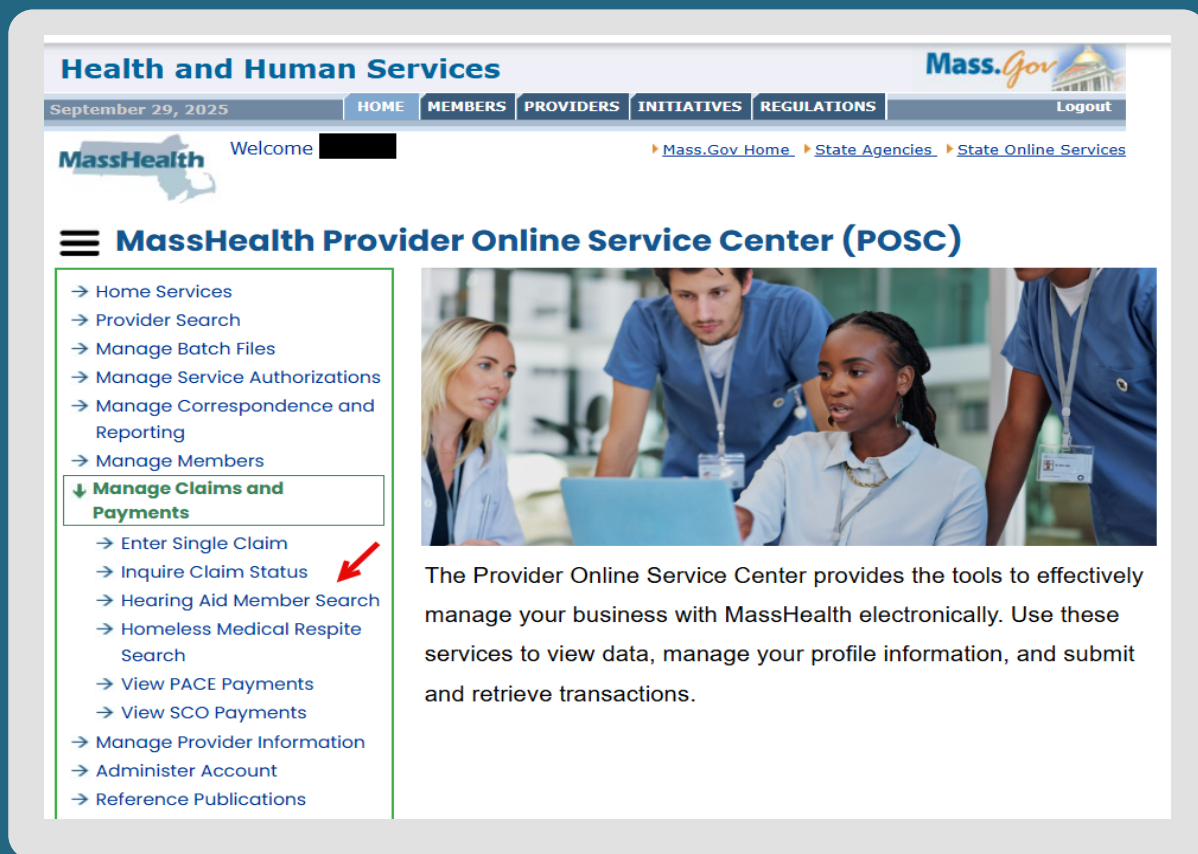 Health and Human Services
Mass.Gov
September 29, 2025
HOME MEMBERS PROVIDERS INITIATIVES REGULATIONS
Logout
MassHealth
Welcome
Mass.Gov Home State Agencies State Online Services
MassHealth Provider Online Service Center (POSC)
Home Services
Provider Search
Manage Batch Files
Manage Service Authorizations
Manage Correspondence and
Reporting
Manage Members
Manage Claims and
Payments
Enter Single Claim
Inquire Claim Status
Hearing Aid Member Search
Homeless Medical Respite
Search
View PACE Payments
View SCO Payments
Manage Provider Information
Administer Account
Reference Publications
The Provider Online Service Center provides the tools to effectively
manage your business with MassHealth electronically. Use these
services to view data, manage your profile information, and submit
and retrieve transactions.